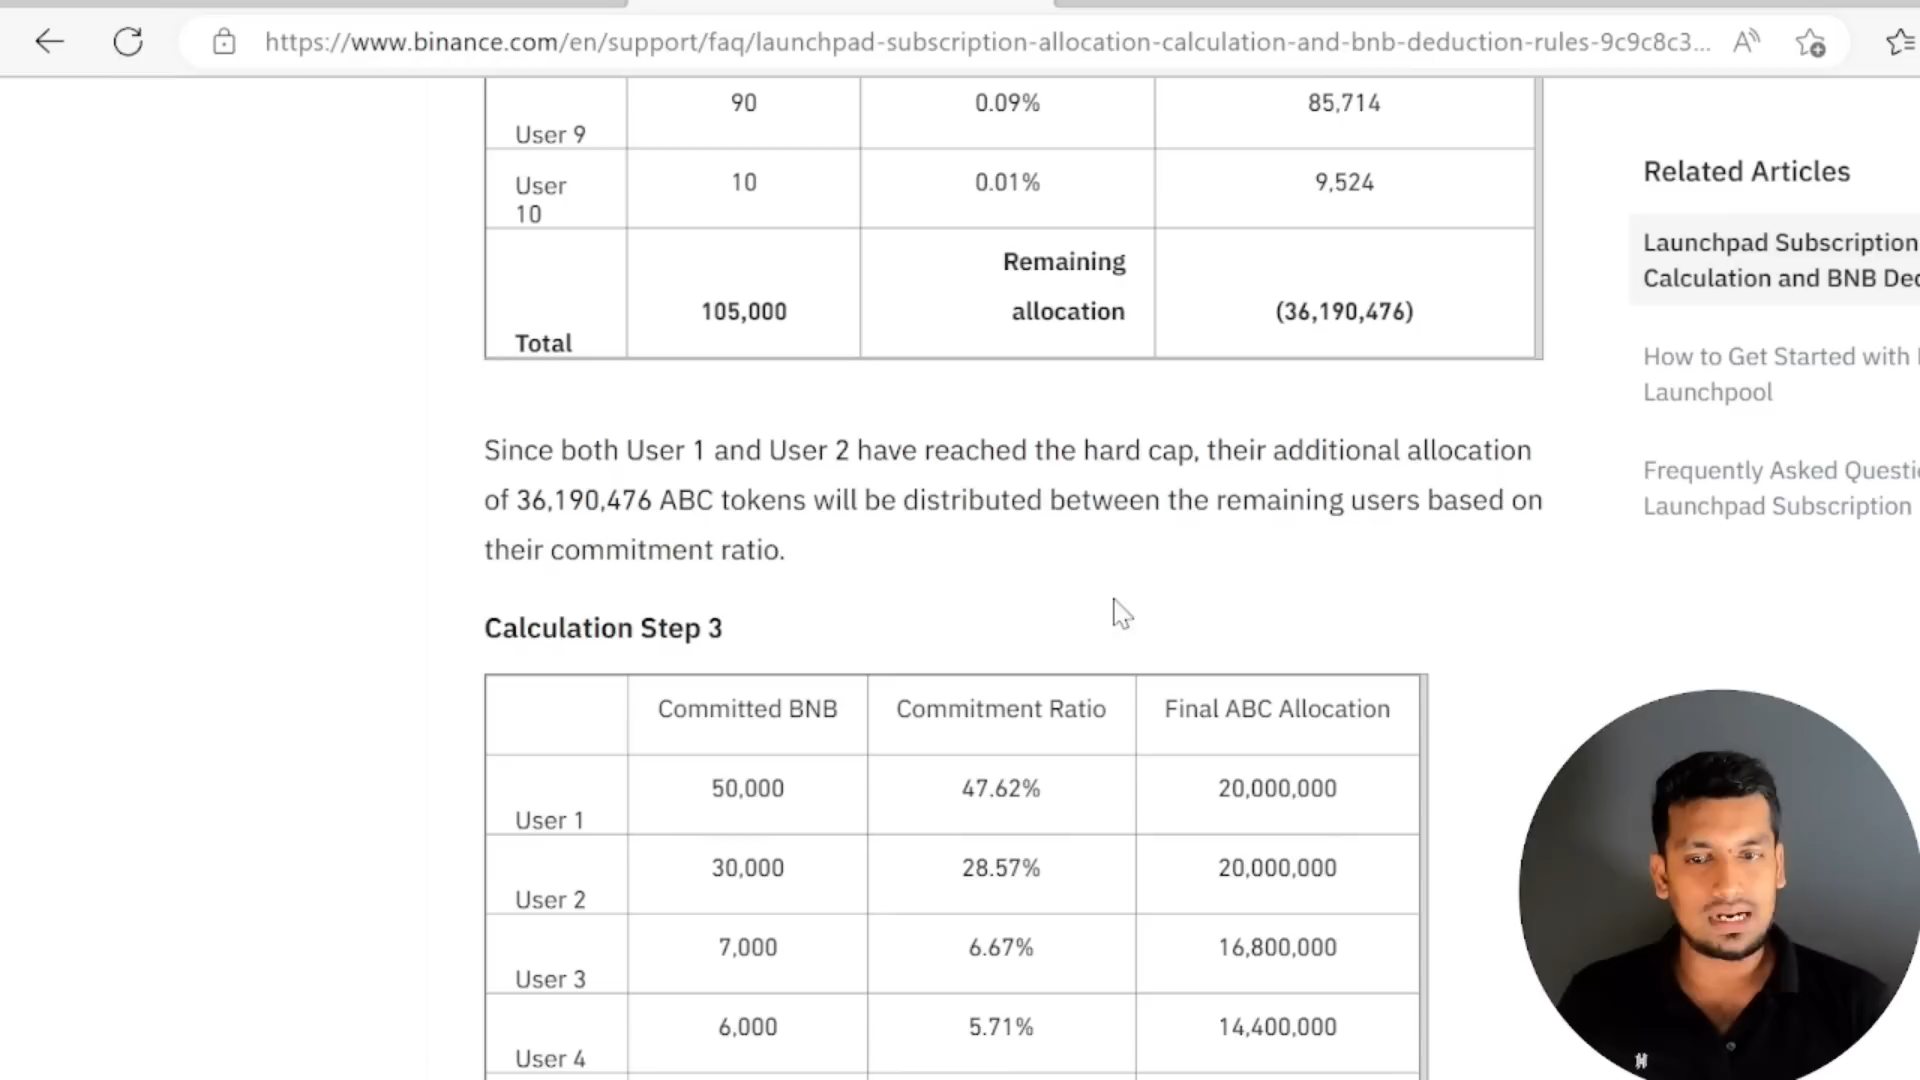 https://www.binance.com/en/support/faq/launchpad-subscription-allocation-calculation-and-bnb-deduction-rules-9c9c8c3...
User 9 90 0.09% 85,714
User 10 10 0.01% 9,524
Remaining
Total 105,000 allocation (36,190,476)
Since both User 1 and User 2 have reached the hard cap, their additional allocation
of 36,190,476 ABC tokens will be distributed between the remaining users based on
their commitment ratio.
Calculation Step 3
Committed BNB Commitment Ratio Final ABC Allocation
User 1 50,000 47.62% 20,000,000
User 2 30,000 28.57% 20,000,000
User 3 7,000 6.67% 16,800,000
User 4 6,000 5.71% 14,400,000
Related Articles
Launchpad Subscription
Calculation and BNB Dec
How to Get Started with
Launchpool
Frequently Asked Questi
Launchpad Subscription